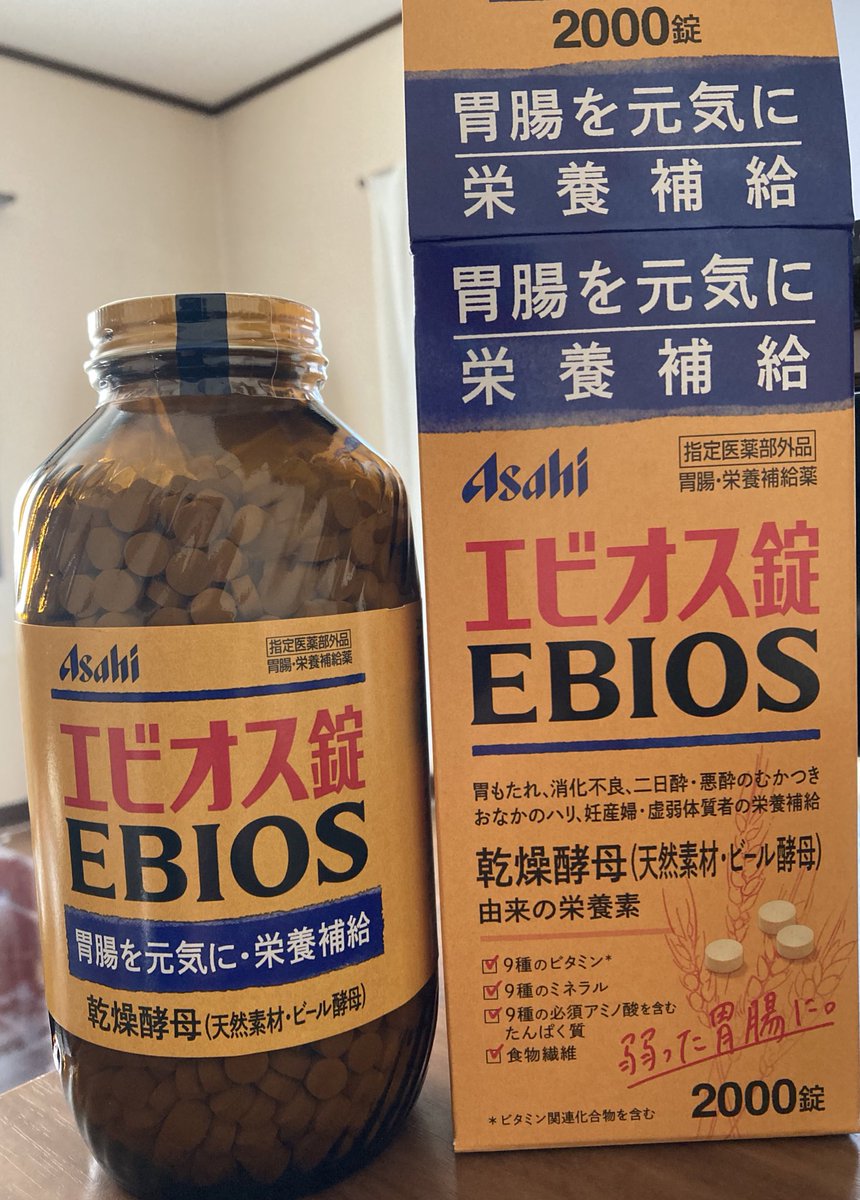 2000錠
胃腸を元気に
栄養補給
胃腸を元気に
栄養補給
Asahi
指定医薬部外品
胃腸・栄養補給薬
エビオス錠
EBIOS
胃もたれ、消化不良、二日酔・悪酔のむかつき
おなかのハリ、妊産婦・虚弱体質者の栄養補給
乾燥酵母(天然素材・ビール酵母)
由来の栄養素
9種のビタミン*
9種のミネラル
9種の必須アミノ酸を含む
たんぱく質
食物繊維
弱った胃腸に。
*ビタミン関連化合物を含む
2000錠
Asahi
指定医薬部外品
胃腸・栄養補給薬
エビオス錠
EBIOS
胃腸を元気に・栄養補給
乾燥酵母(天然素材・ビール酵母)